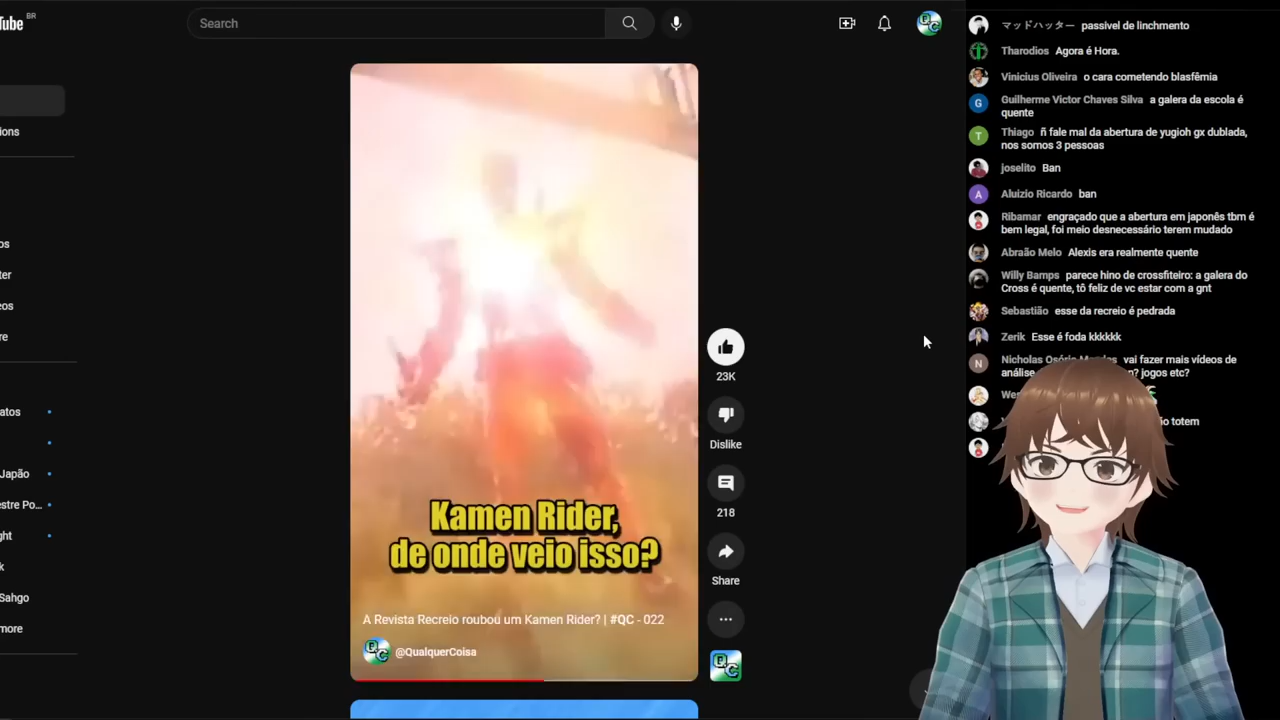 Tube BR
Search
ions
os
ter
eos
re
atos
Japão
estre Po...
ght
k
Sahgo
more
Kamen Rider,
de onde veio isso?
A Revista Recreio roubou um Kamen Rider? | #QC - 022
QC @QualquerCoisa
23K
Dislike
218
Share
マッドハッター passivel de linchmento
Tharodios Agora é Hora.
Vinicius Oliveira o cara cometendo blasfêmia
G Guilherme Victor Chaves Silva a galera da escola é
quente
T Thiago ñ fale mal da abertura de yugioh gx dublada,
nos somos 3 pessoas
joselito Ban
A Aluizio Ricardo ban
Ribamar engraçado que a abertura em japonês tbm é
bem legal, foi meio desnecessário terem mudado
Abraão Melo Alexis era realmente quente
Willy Bamps parece hino de crossfiteiro: a galera do
Cross é quente, tô feliz de vc estar com a gnt
Sebastião esse da recreio é pedrada
Zerik Esse é foda kkkkkk
N Nicholas Osório vai fazer mais vídeos de
análise n? jogos etc?
We
io totem